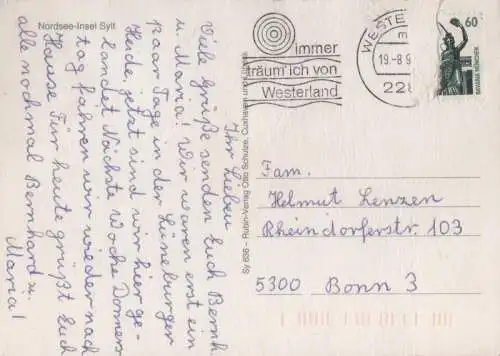 Nordsee-Insel Sylt
Ihr Lieben
Viele Grüße senden Euch Bernh
u. Maria! Wir waren erst ein
paar Tage in der Lüneburger
Heide jetzt sind wir hier ge-
landet Nächste Woche Donners
tag fahren wir wieder nach
Hause Für heute grüßt Euch
alle nochmal Bernhard u.
Maria!
Sy 698 – Rubin-Verlag Otto Schulze, Cuxhaven
immer
träum' ich von
Westerland
WESTE
m
19.-8.9
228
60
Fam.
Helmut Lenzen
Rheindorferstr. 103
5300 Bonn 3